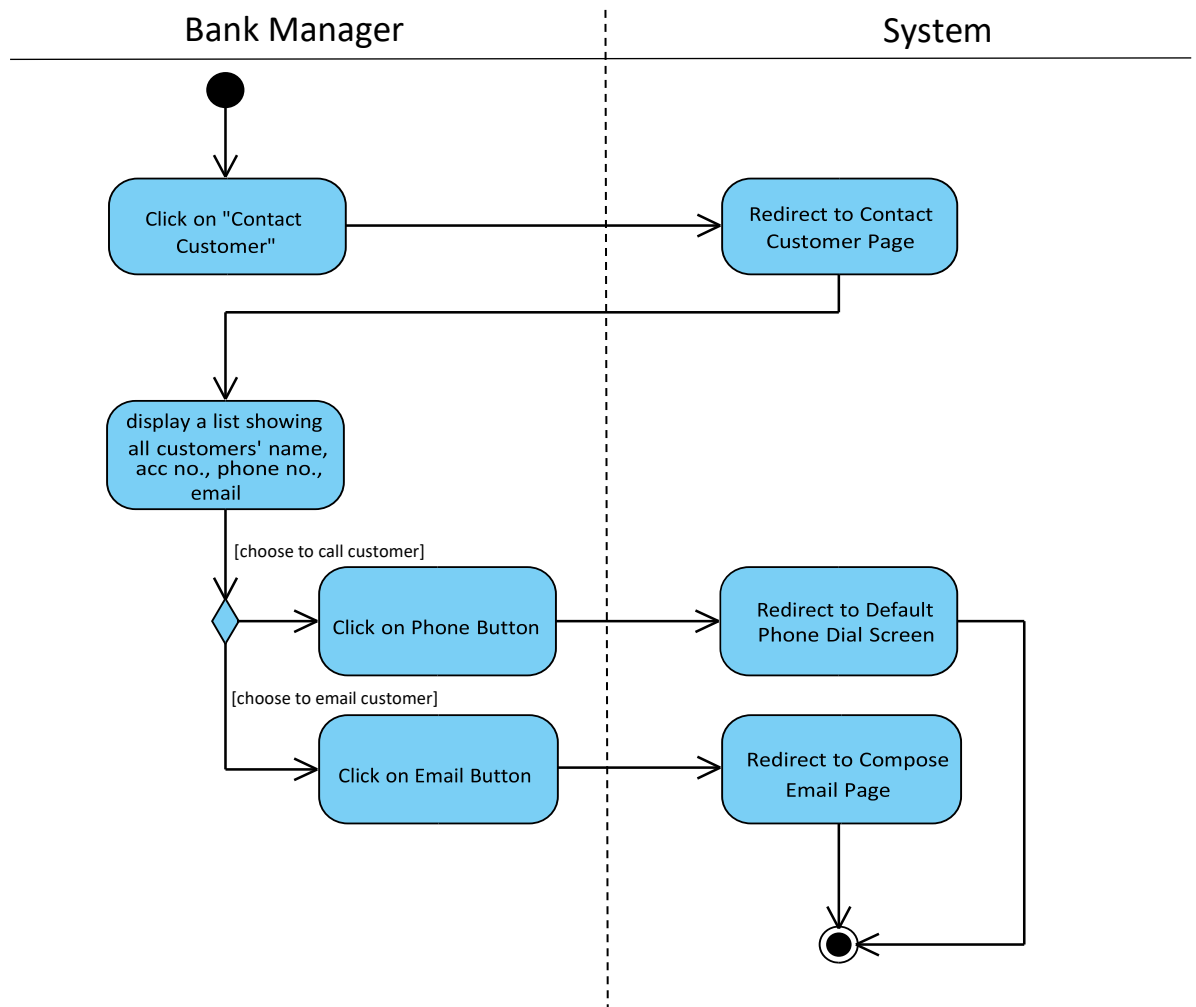 Bank Manager
System
Click on "Contact
Customer"
Redirect to Contact
Customer Page
display a list showing
all customers' name,
acc no., phone no.,
email
[choose to call customer]
Click on Phone Button
Redirect to Default
Phone Dial Screen
[choose to email customer]
Click on Email Button
Redirect to Compose
Email Page